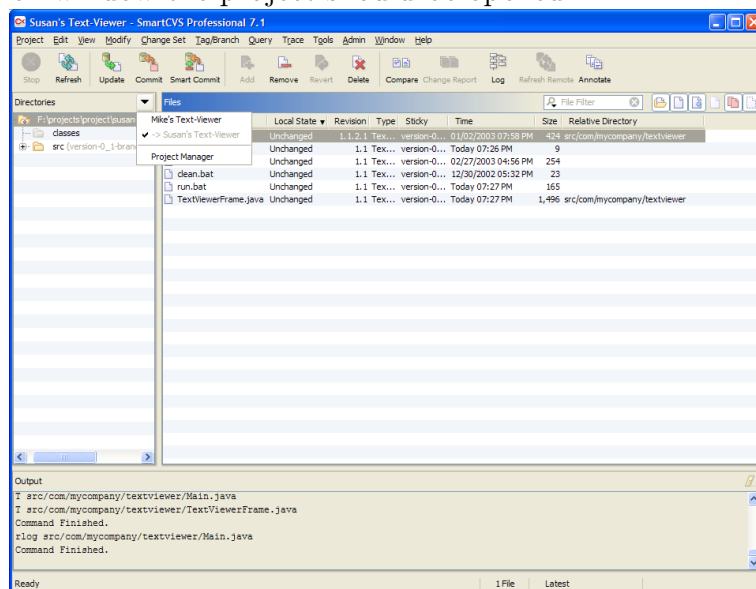 Susan's Text-Viewer - SmartCVS Professional 7.1
Project Edit View Modify Change Set Tag/Branch Query Trace Tools Admin Window Help
Stop Refresh Update Commit Smart Commit Add Remove Revert Delete Compare Change Report Log Refresh Remote Annotate
Directories Files File Filter
F:\projects\project\susan Mike's Text-Viewer Local State Revision Type Sticky Time Size Relative Directory
classes -> Susan's Text-Viewer Unchanged 1.1.2.1 Tex... version-0... 01/02/2003 07:58 PM 424 src/com/mycompany/textviewer
src (version-0_1-bran Unchanged 1.1 Tex... version-0... Today 07:26 PM 9
Project Manager Unchanged 1.1 Tex... version-0... 02/27/2003 04:56 PM 254
clean.bat Unchanged 1.1 Tex... version-0... 12/30/2002 05:32 PM 23
run.bat Unchanged 1.1 Tex... version-0... Today 07:27 PM 165
TextViewerFrame.java Unchanged 1.1 Tex... version-0... Today 07:27 PM 1,496 src/com/mycompany/textviewer
Output
T src/com/mycompany/textviewer/Main.java
T src/com/mycompany/textviewer/TextViewerFrame.java
Command Finished.
rlog src/com/mycompany/textviewer/Main.java
Command Finished.
Ready 1 File Latest